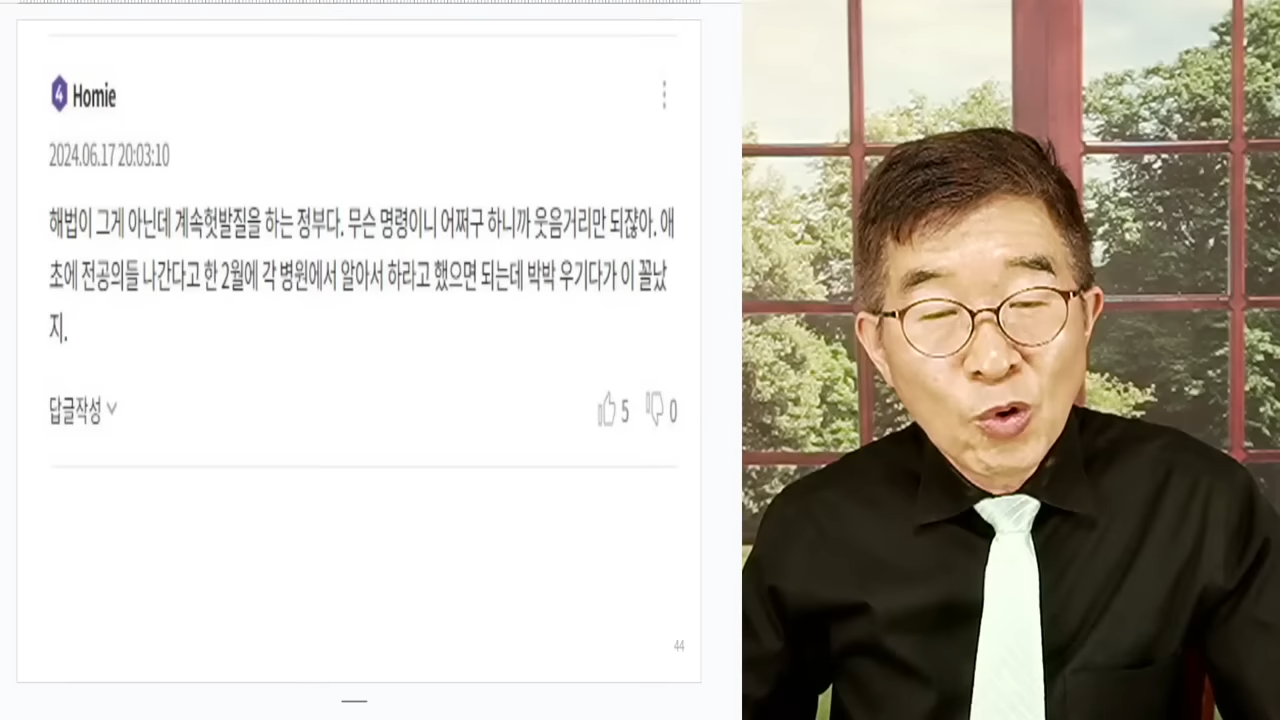 4 Homie
2024.06.17 20:03:10
해법이 그게 아닌데 계속헛발질을 하는 정부다. 무슨 명령이니 어쩌구 하니까 웃음거리만 되쟎아. 애
초에 전공의들 나간다고 한 2월에 각 병원에서 알아서 하라고 했으면 되는데 박박 우기다가 이 꼴났
지.
답글작성
5 0
44